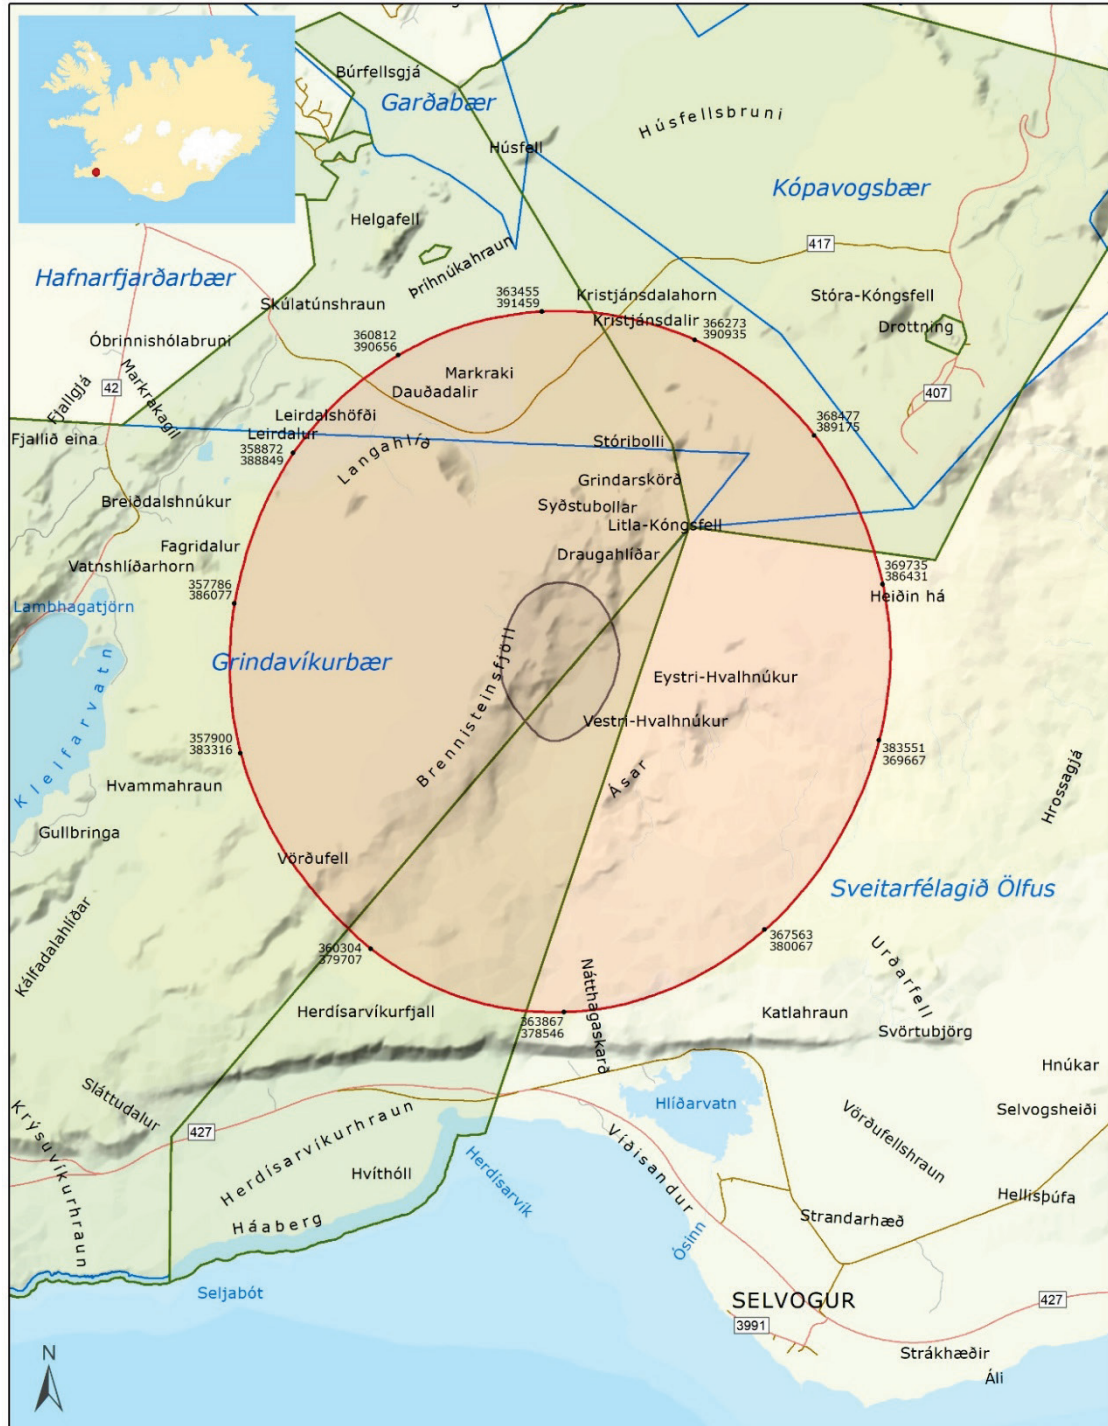 Búrfellsgjá
Garðabær
Húsfellsbruni
Húsfell
Kópavogsbær
Helgafell
417
Þríhnúkahraun
Hafnarfjarðarbær
Skúlatúnshraun
363455
391459
Kristjánsdalahorn
Stóra-Kóngsfell
Kristjánsdalir
366273
390935
Drottning
Óbrinnishólabruni
360812
390656
Markraki
Dauðadalir
Fjallgjá
42
Markrakagil
407
Leirdalshöfði
Leirdalur
Fjallið eina
358872
388849
Langahlíð
Stóribolli
368477
389175
Grindarskörð
Breiðdalshnúkur
Syðstubollar
Litla-Kóngsfell
Fagridalur
Draugahlíðar
Vatnshlíðarhorn
357786
386077
369735
386431
Heiðin há
Lambhagatjörn
Grindavíkurbær
Brennisteinsfjöll
Eystri-Hvalhnúkur
Kleifarvatn
Vestri-Hvalhnúkur
357900
383316
383551
369667
Hvammahraun
Ásar
Hrossagjá
Gullbringa
Vörðufell
Sveitarfélagið Ölfus
Kálfadalahlíðar
360304
379707
367563
380067
Urðarfell
Nátthagaskarð
Herdísarvíkurfjall
363867
378546
Katlahraun
Svörtubjörg
Hnúkar
Sláttudalur
Hlíðarvatn
Selvogsheiði
Krýsuvíkurhraun
427
Herdísarvíkurhraun
Vörðufellshraun
Víðisandur
Hvíthóll
Herdísarvík
Hellisþúfa
Háaberg
Strandarhæð
Ósinn
Seljabót
SELVOGUR
427
3991
Strákhæðir
N
Áli